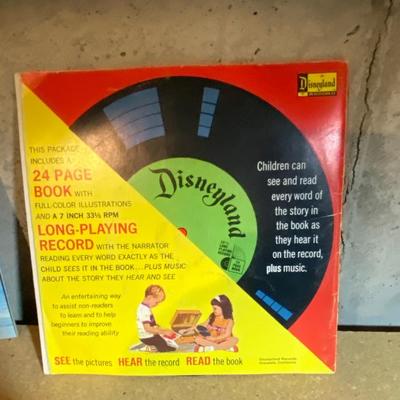 Disneyland
THIS PACKAGE
INCLUDES A
24 PAGE
BOOK WITH
FULL-COLOR ILLUSTRATIONS
AND A 7 INCH 33⅓ RPM
LONG-PLAYING
RECORD WITH THE NARRATOR
READING EVERY WORD EXACTLY AS THE
CHILD SEES IT IN THE BOOK...PLUS MUSIC
ABOUT THE STORY THEY HEAR AND SEE
An entertaining way
to assist non-readers
to learn and to help
beginners to improve
their reading ability
Disneyland
Children can
see and read
every word of
the story in
the book as
they hear it
on the record,
plus music.
SEE the pictures HEAR the record READ the book
Disneyland Records